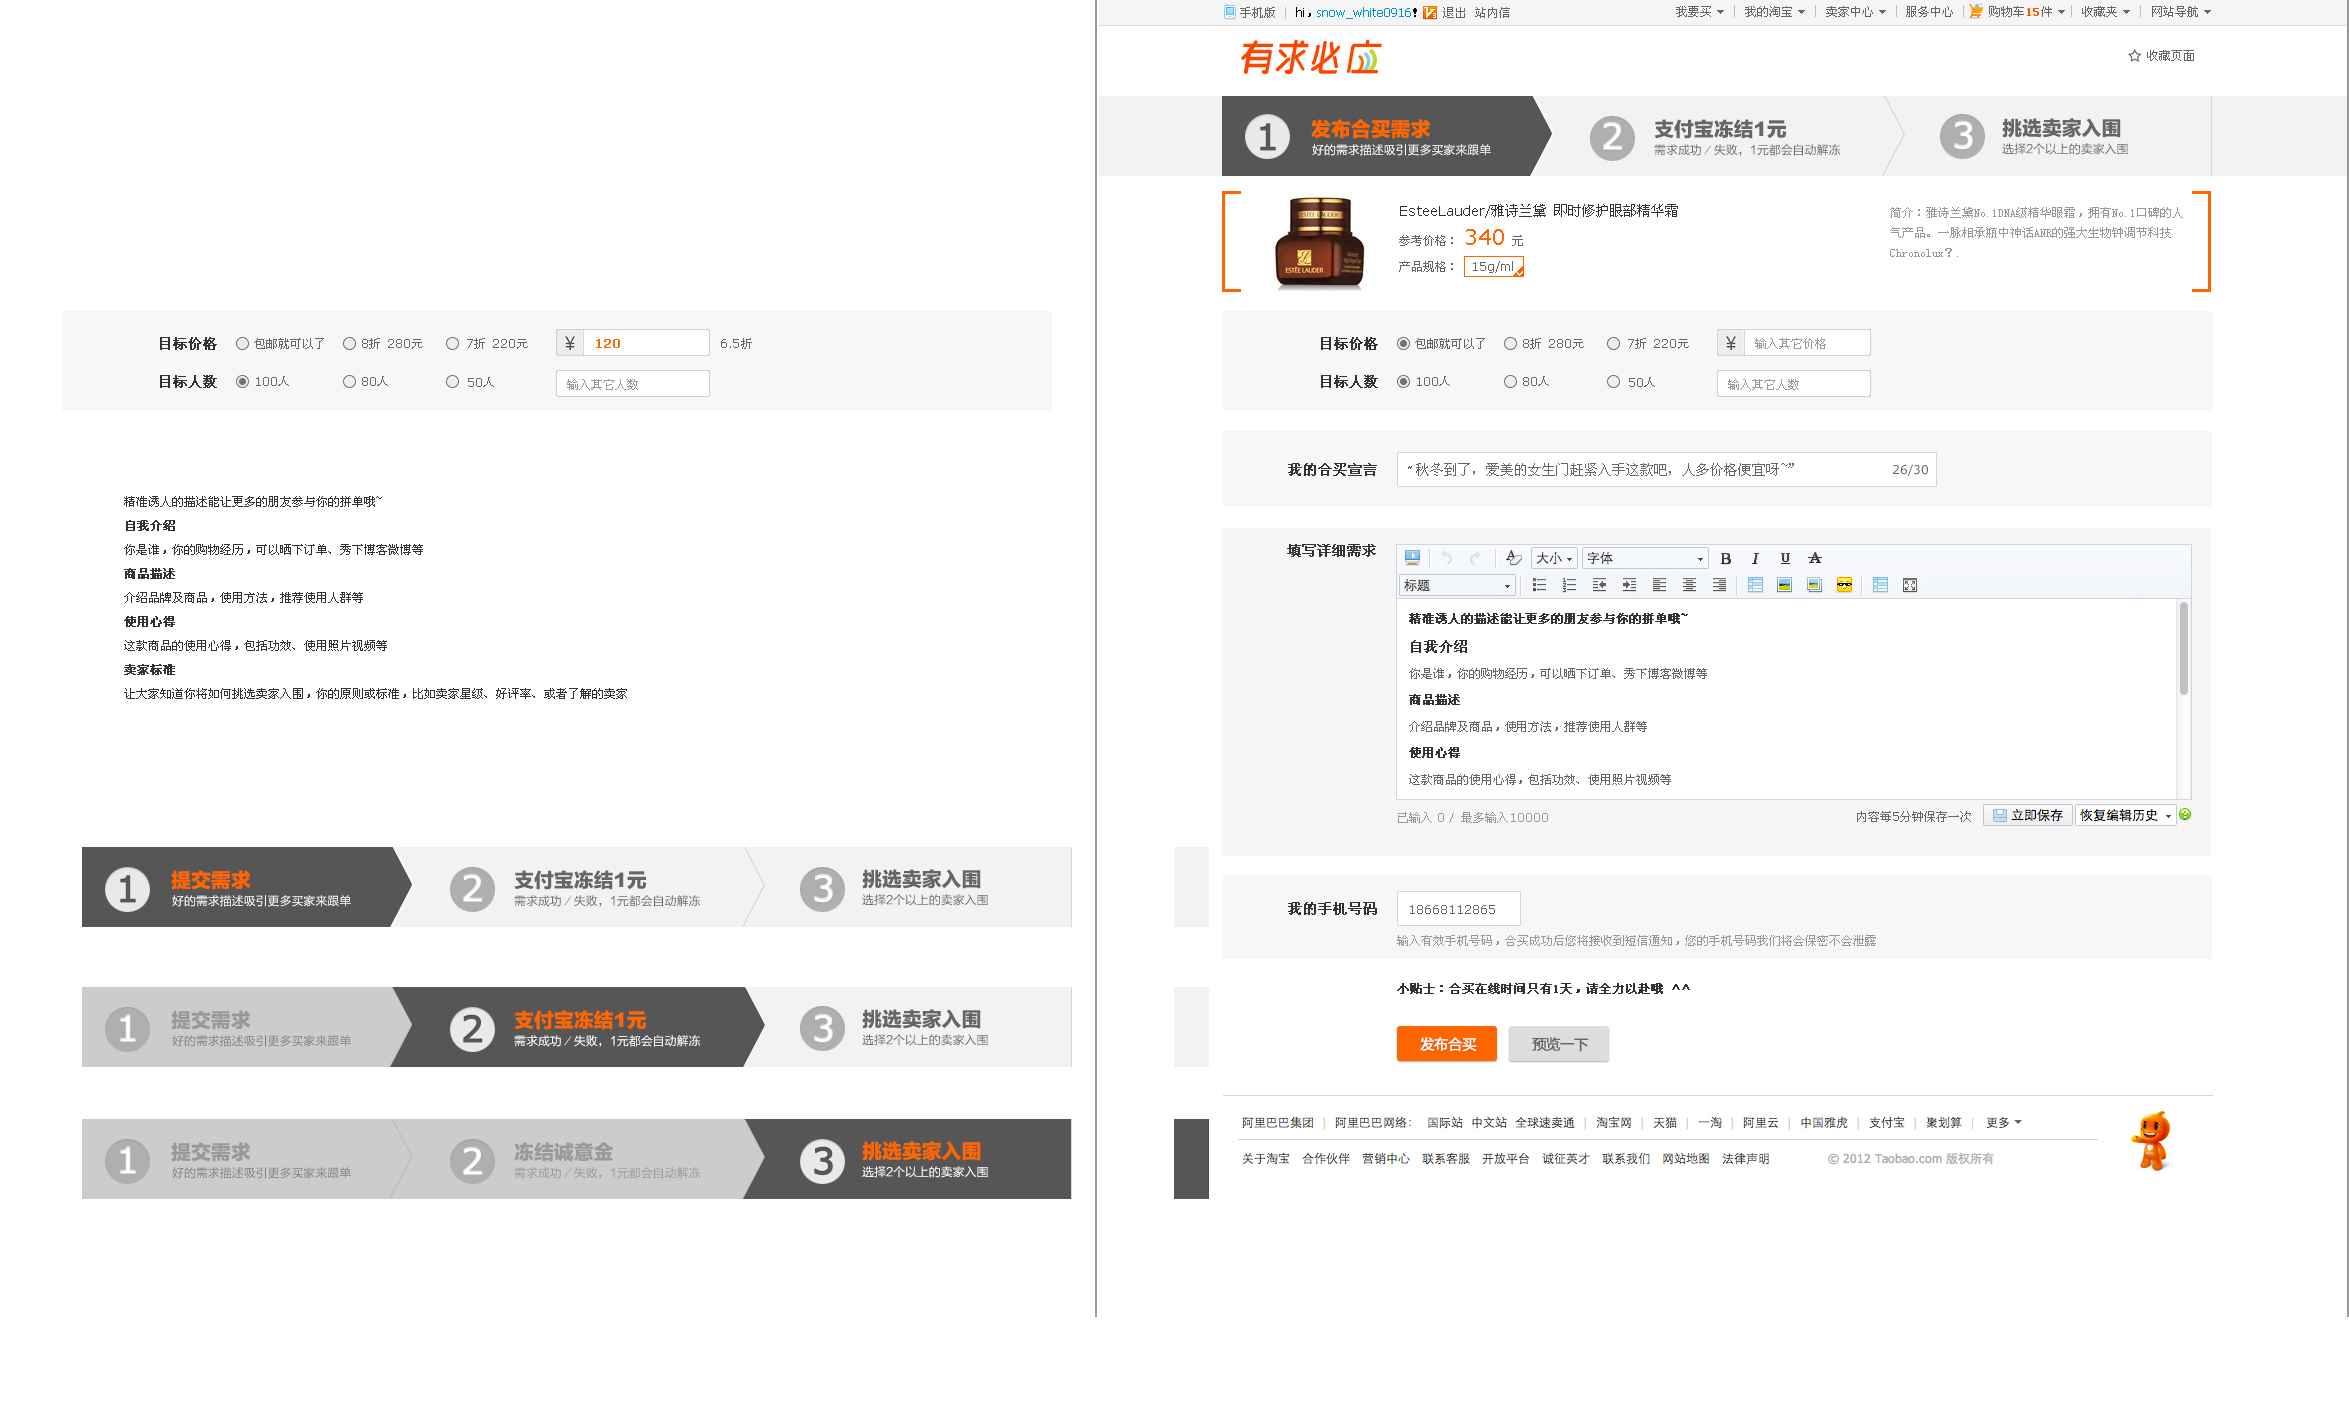 目标价格 包邮就可以了 8折 280元 7折 220元 ¥ 120 6.5折
目标人数 100人 80人 50人 输入其它人数
精准诱人的描述能让更多的朋友参与你的拼单哦~
自我介绍
你是谁，你的购物经历，可以晒下订单、秀下博客微博等
商品描述
介绍品牌及商品，使用方法，推荐使用人群等
使用心得
这款商品的使用心得，包括功效、使用照片视频等
卖家标准
让大家知道你将如何挑选卖家入围，你的原则或标准，比如卖家星级、好评率、或者了解的卖家
1 提交需求 2 支付宝冻结1元 3 挑选卖家入围
好的需求描述吸引更多买家来跟单 需求成功／失败，1元都会自动解冻 选择2个以上的卖家入围
1 提交需求 2 支付宝冻结1元 3 挑选卖家入围
好的需求描述吸引更多买家来跟单 需求成功／失败，1元都会自动解冻 选择2个以上的卖家入围
1 提交需求 2 冻结诚意金 3 挑选卖家入围
好的需求描述吸引更多买家来跟单 需求成功／失败，1元都会自动解冻 选择2个以上的卖家入围
手机版 hi，snow_white0916! 退出 站内信 我要买 我的淘宝 卖家中心 服务中心 购物车15件 收藏夹 网站导航
有求必应 收藏页面
1 发布合买需求 2 支付宝冻结1元 3 挑选卖家入围
好的需求描述吸引更多买家来跟单 需求成功／失败，1元都会自动解冻 选择2个以上的卖家入围
ESTEE LAUDER
ESTĒE LAUDER
EsteeLauder/雅诗兰黛 即时修护眼部精华霜
参考价格： 340 元
产品规格： 15g/ml
简介：雅诗兰黛No.1DNA级精华眼霜，拥有No.1口碑的人
气产品。一脉相承瓶中神话ANR的强大生物钟调节科技
Chronolux？.
目标价格 包邮就可以了 8折 280元 7折 220元 ¥ 输入其它价格
目标人数 100人 80人 50人 输入其它人数
我的合买宣言 “秋冬到了，爱美的女生门赶紧入手这款吧，人多价格便宜呀~” 26/30
填写详细需求 大小 字体 B I U A
标题
精准诱人的描述能让更多的朋友参与你的拼单哦~
自我介绍
你是谁，你的购物经历，可以晒下订单、秀下博客微博等
商品描述
介绍品牌及商品，使用方法，推荐使用人群等
使用心得
这款商品的使用心得，包括功效、使用照片视频等
已输入 0 / 最多输入10000 内容每5分钟保存一次 立即保存 恢复编辑历史
我的手机号码 18668112865
输入有效手机号码，合买成功后您将接收到短信通知，您的手机号码我们将会保密不会泄露
小贴士：合买在线时间只有1天，请全力以赴哦 ^^
发布合买 预览一下
阿里巴巴集团 | 阿里巴巴网络： 国际站 中文站 全球速卖通 | 淘宝网 | 天猫 | 一淘 | 阿里云 | 中国雅虎 | 支付宝 | 聚划算 | 更多
关于淘宝 合作伙伴 营销中心 联系客服 开放平台 诚征英才 联系我们 网站地图 法律声明 © 2012 Taobao.com 版权所有